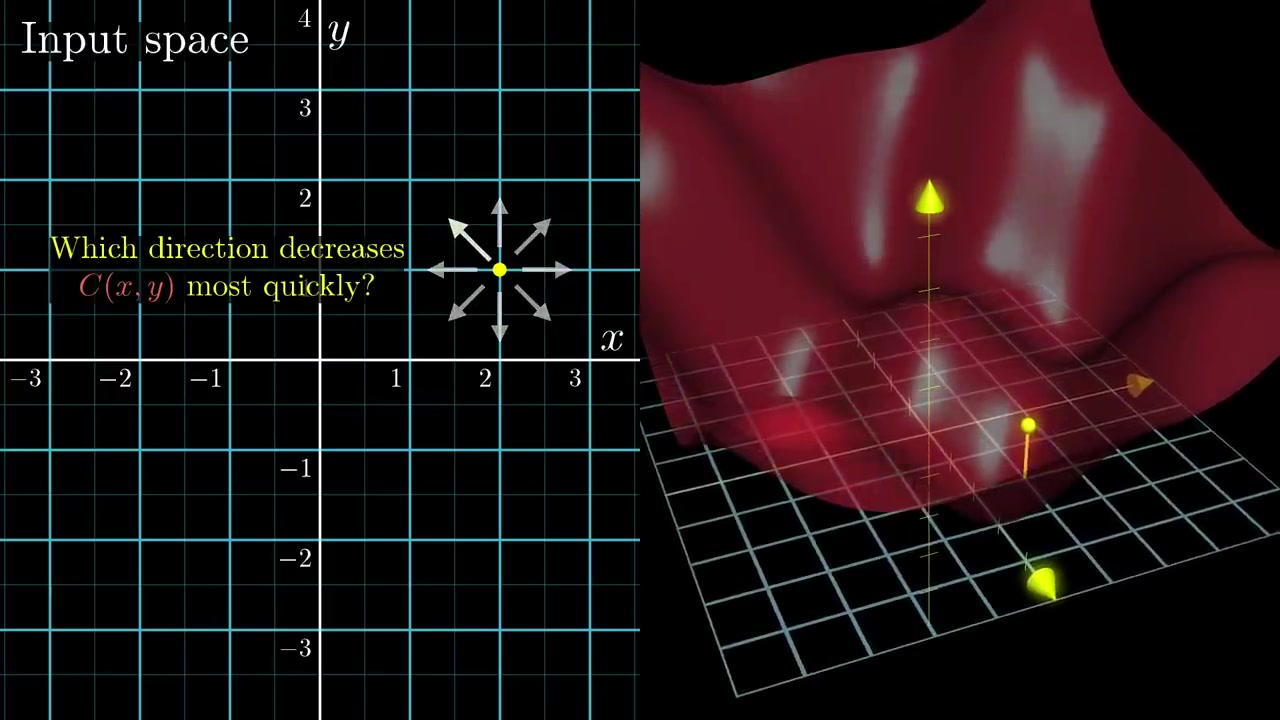 Input space
4
y
3
2
Which direction decreases
C(x, y) most quickly?
x
−3 −2 −1 1 2 3
−1
−2
−3